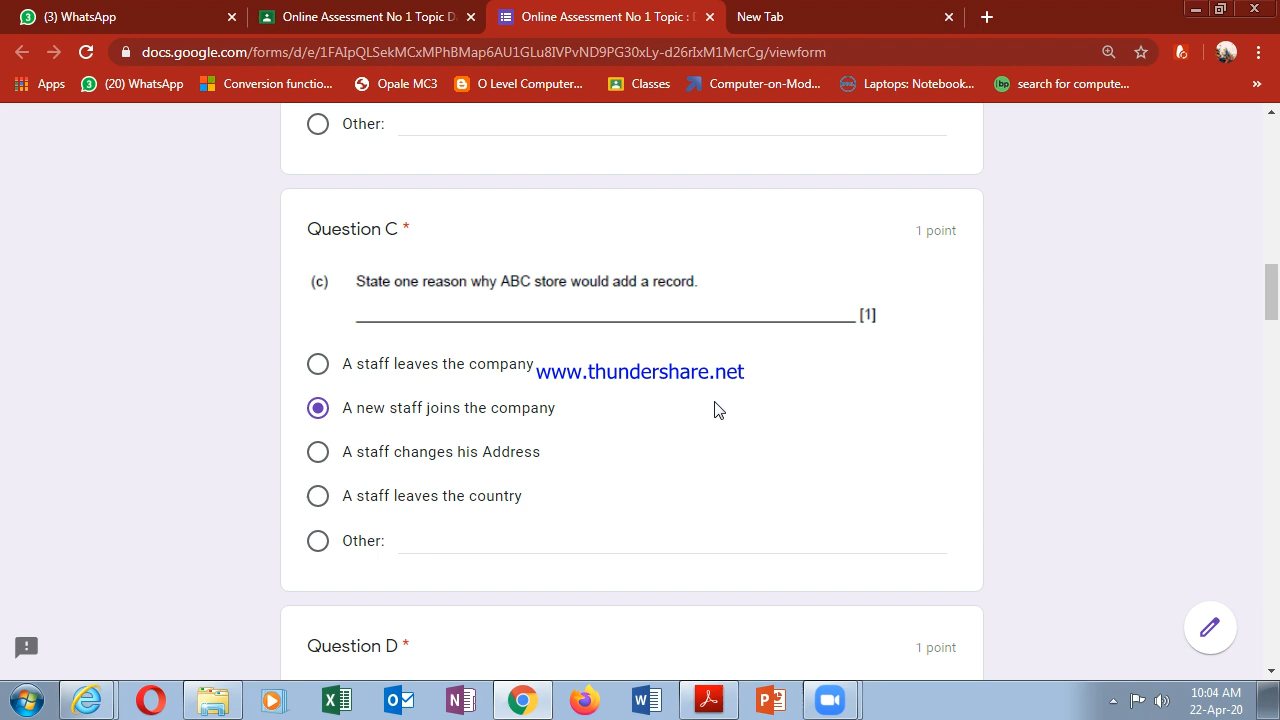 (3) WhatsApp
Online Assessment No 1 Topic D
Online Assessment No 1 Topic : D
New Tab
docs.google.com/forms/d/e/1FAIpQLSekMCxMPhBMap6AU1GLu8IVPvND9PG30xLy-d26rIxM1McrCg/viewform
Apps
(20) WhatsApp
Conversion functio...
Opale MC3
O Level Computer...
Classes
Computer-on-Mod...
Laptops: Notebook...
search for compute...
Other:
Question C *
1 point
(c) State one reason why ABC store would add a record.
[1]
A staff leaves the company
www.thundershare.net
A new staff joins the company
A staff changes his Address
A staff leaves the country
Other:
Question D *
1 point
10:04 AM
22-Apr-20